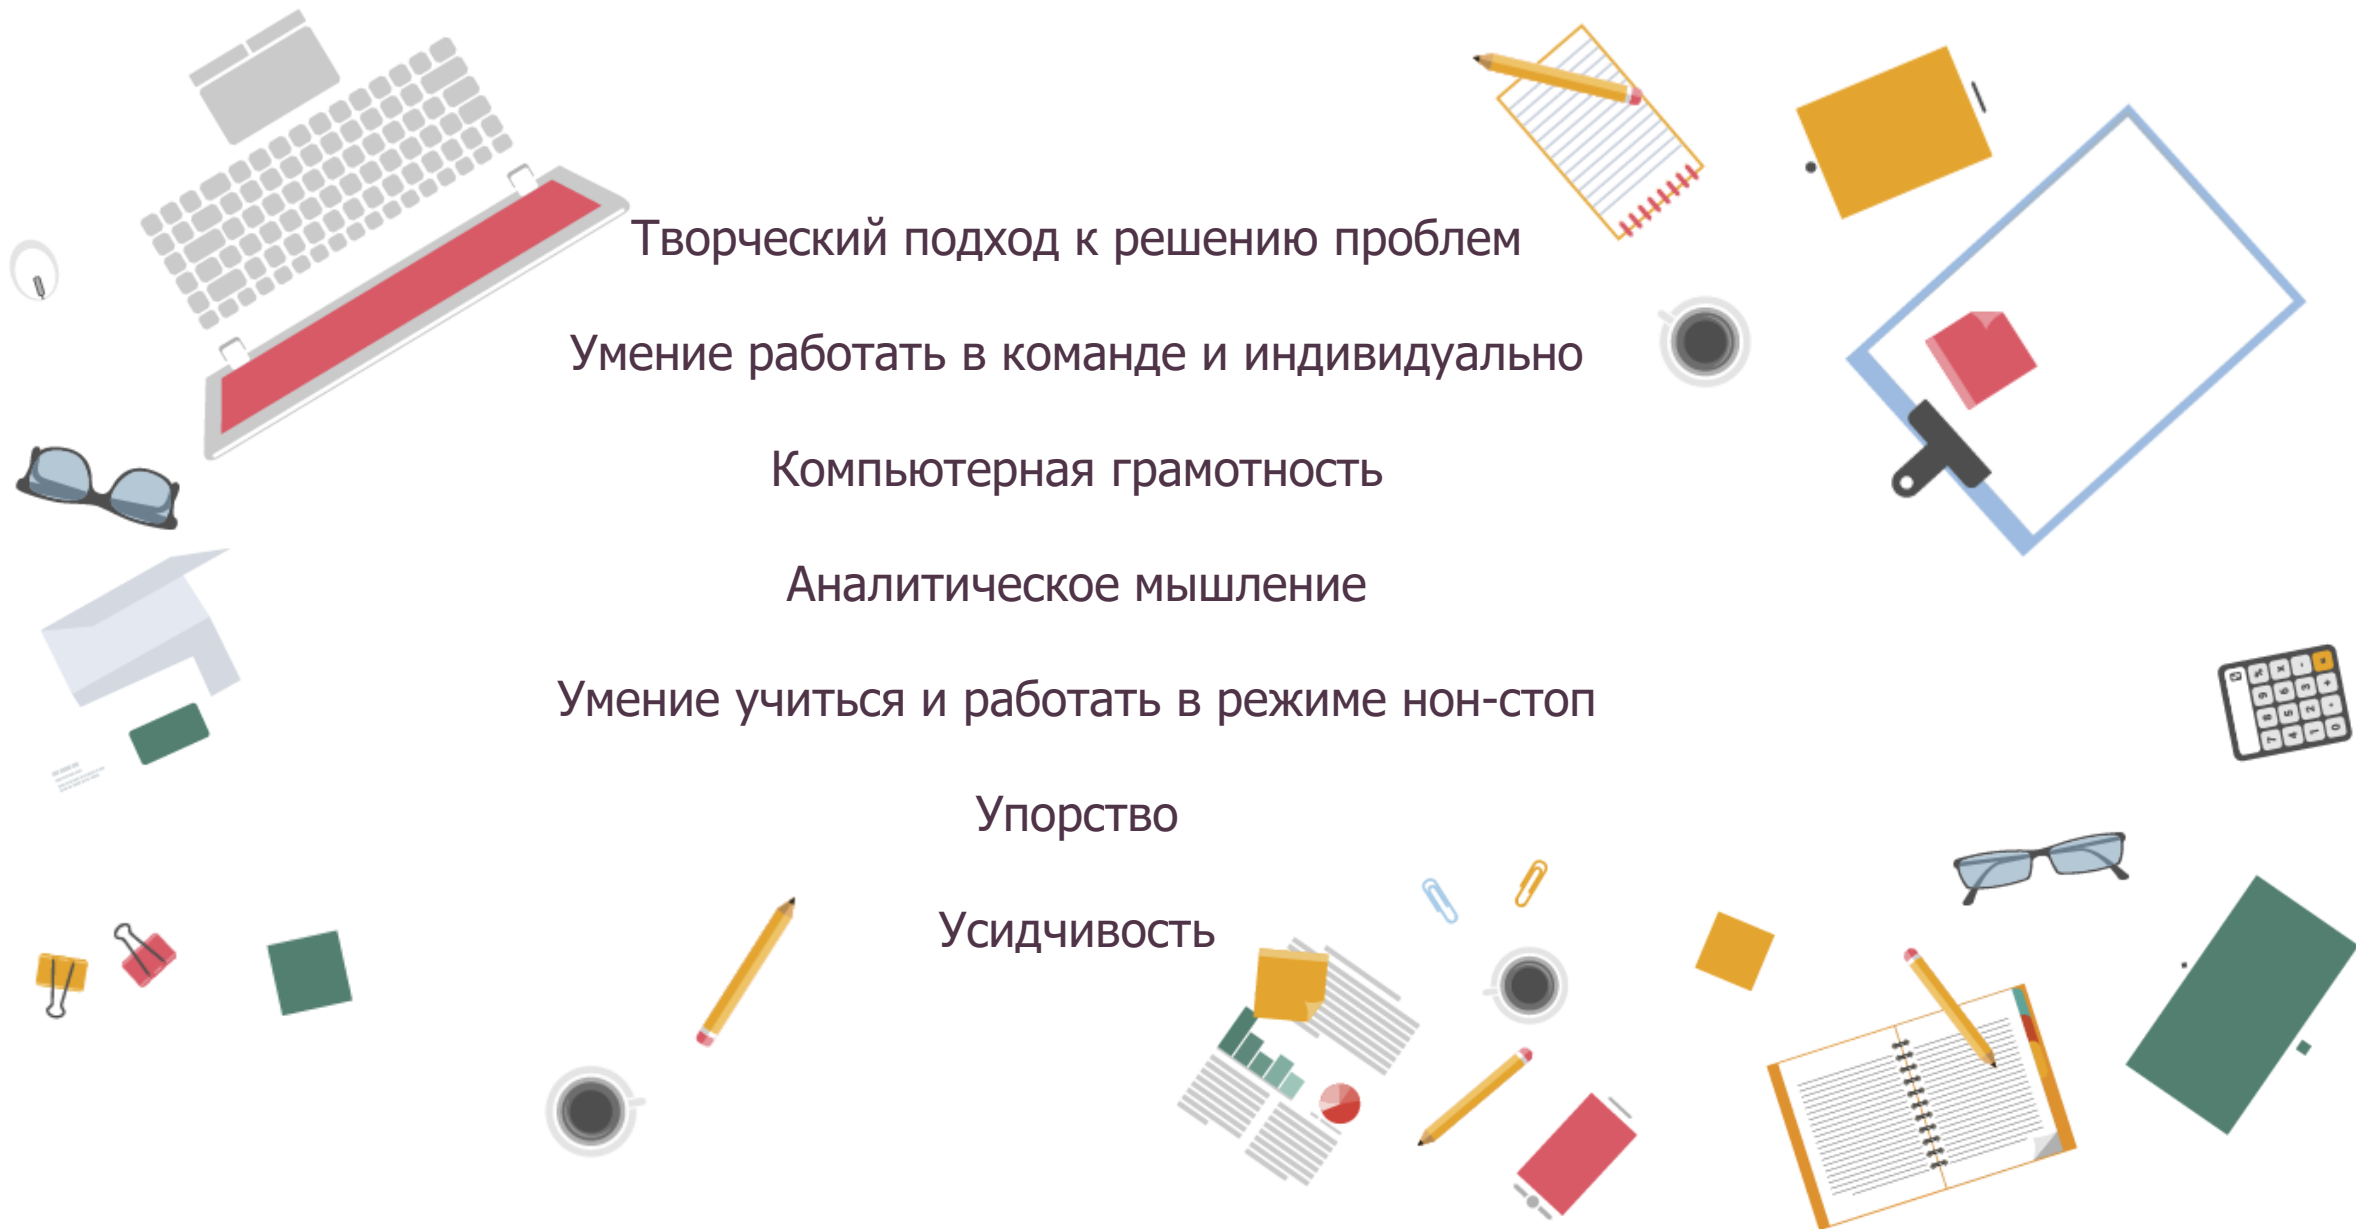 Творческий подход к решению проблем
Умение работать в команде и индивидуально
Компьютерная грамотность
Аналитическое мышление
Умение учиться и работать в режиме нон-стоп
Упорство
Усидчивость